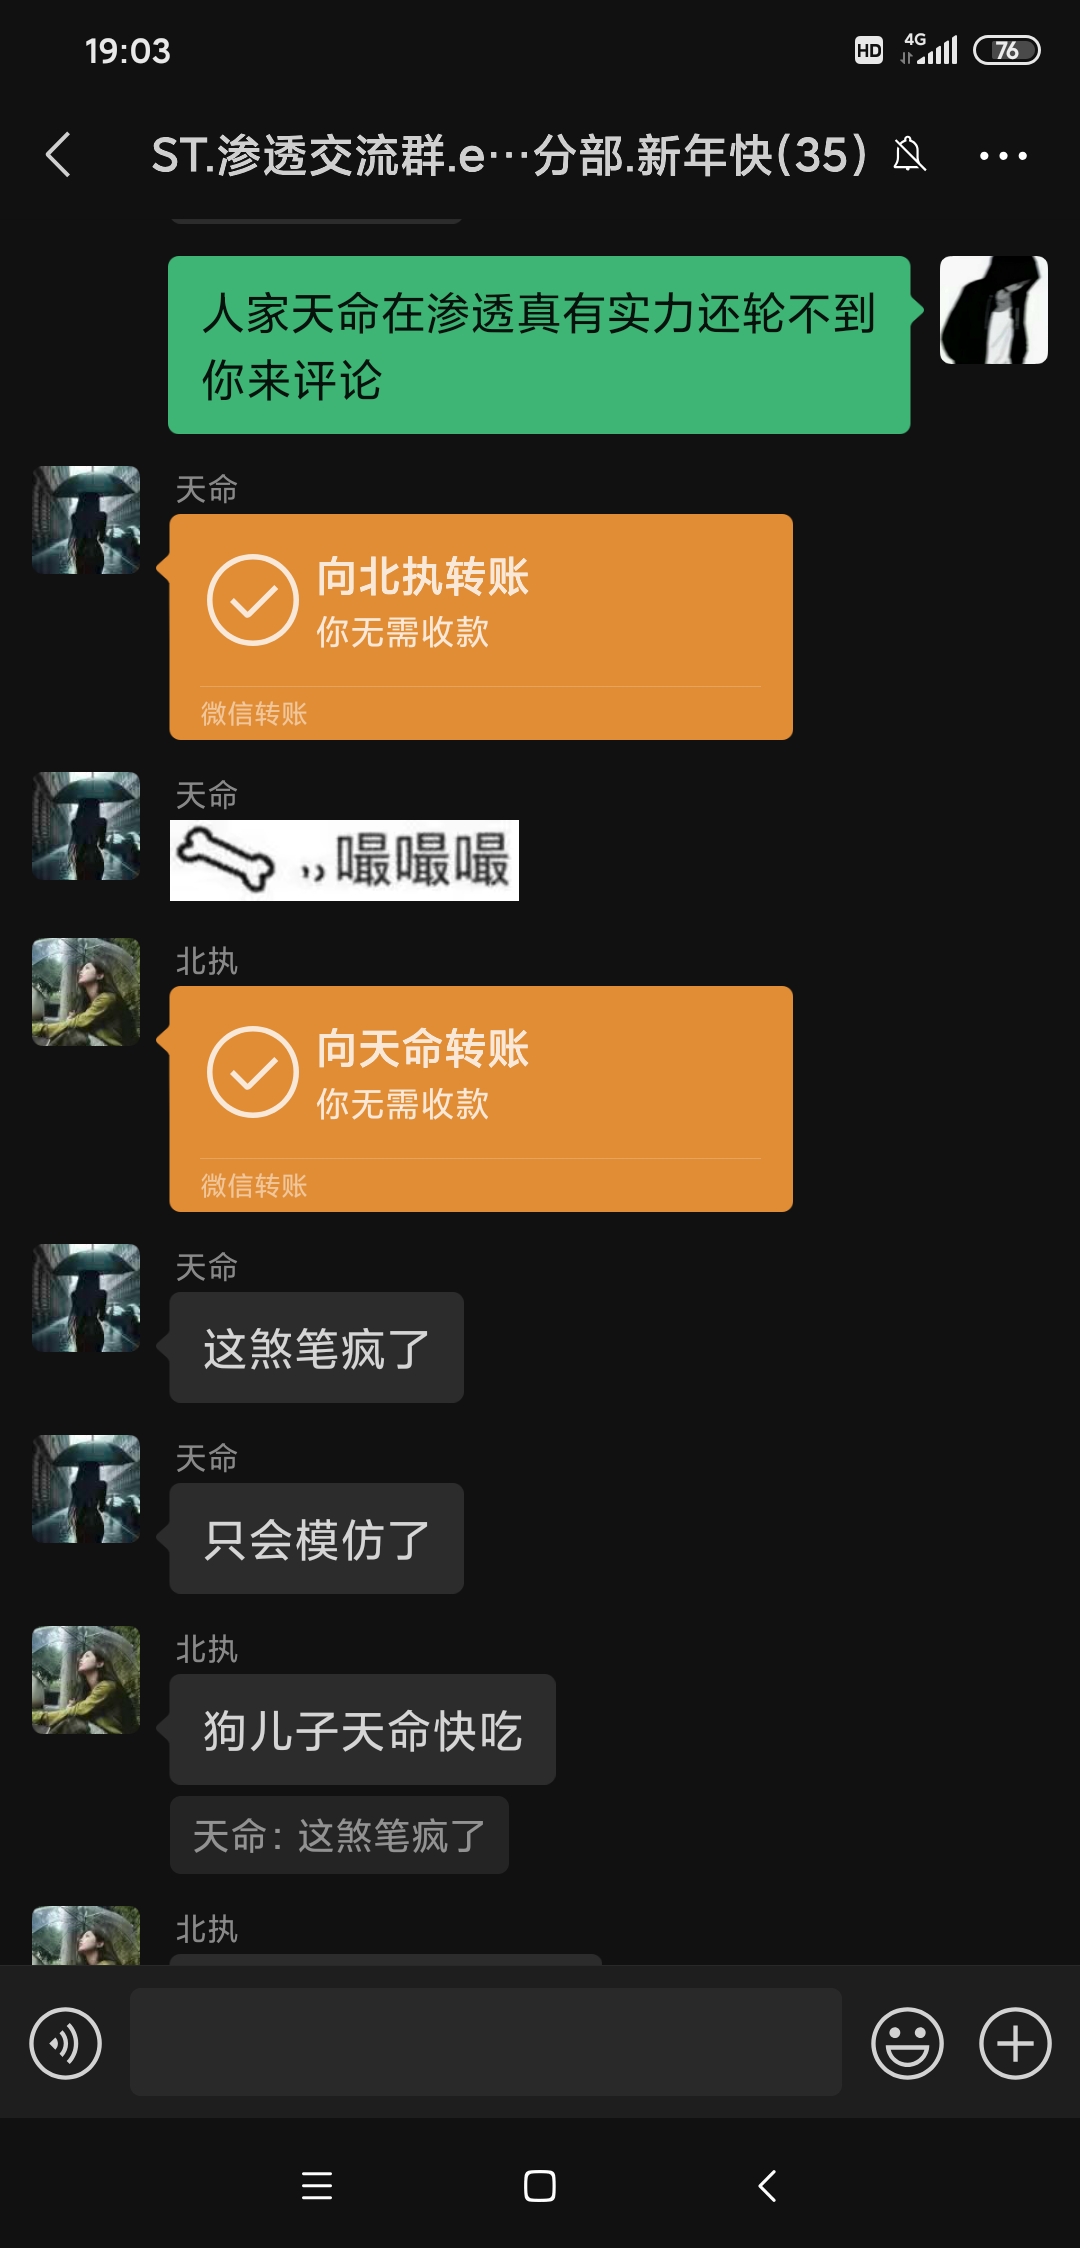 19:03
HD 4G 76
ST.渗透交流群.e…分部.新年快(35)
人家天命在渗透真有实力还轮不到
你来评论
天命
向北执转账
你无需收款
微信转账
天命
嘬嘬嘬
北执
向天命转账
你无需收款
微信转账
天命
这煞笔疯了
天命
只会模仿了
北执
狗儿子天命快吃
天命：这煞笔疯了
北执